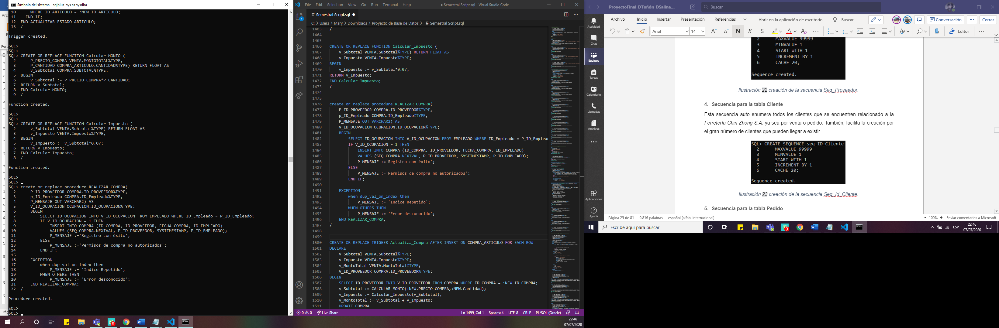 Símbolo del sistema - sqlplus sys as sysdba
10      WHERE ID_ARTICULO = :NEW.ID_ARTICULO;
11    END IF;
12  END ACTUALIZAR_ESTADO_ARTICULO;
13  /
Trigger created.
SQL>
SQL>
SQL> CREATE OR REPLACE FUNCTION Calcular_MONTO (
2      P_PRECIO_COMPRA VENTA.MONTOTOTAL%TYPE,
3      P_CANTIDAD COMPRA_ARTICULO.CANTIDAD%TYPE) RETURN FLOAT AS
4      v_Subtotal COMPRA.SUBTOTAL%TYPE;
5  BEGIN
6      v_Subtotal := P_PRECIO_COMPRA*P_CANTIDAD;
7  RETURN v_Subtotal;
8  END Calcular_MONTO;
9  /
Function created.
SQL>
SQL>
SQL> CREATE OR REPLACE FUNCTION Calcular_Impuesto (
2      v_Subtotal VENTA.Subtotal%TYPE) RETURN FLOAT AS
3      v_Impuesto VENTA.Impuesto%TYPE;
4  BEGIN
5      v_Impuesto := v_Subtotal*0.07;
6  RETURN v_Impuesto;
7  END Calcular_Impuesto;
8  /
Function created.
SQL>
SQL> _
SQL> create or replace procedure REALIZAR_COMPRA(
2      P_ID_PROVEEDOR COMPRA.ID_PROVEEDOR%TYPE,
3      p_ID_Empleado COMPRA.ID_Empleado%TYPE,
4      P_MENSAJE OUT VARCHAR2) AS
5      V_ID_OCUPACION OCUPACION.ID_OCUPACION%TYPE;
6      BEGIN
7          SELECT ID_OCUPACION INTO V_ID_OCUPACION FROM EMPLEADO WHERE ID_Empleado = P_ID_Empleado;
8          IF V_ID_OCUPACION = 1 THEN
9              INSERT INTO COMPRA (ID_COMPRA, ID_PROVEEDOR, FECHA_COMPRA, ID_EMPLEADO)
10              VALUES (SEQ_COMPRA.NEXTVAL, P_ID_PROVEEDOR, SYSTIMESTAMP, P_ID_EMPLEADO);
11              P_MENSAJE :='Registro con éxito';
12          ELSE
13              P_MENSAJE :='Permisos de compra no autorizados';
14          END IF;
15
16      EXCEPTION
17          when dup_val_on_index then
18              P_MENSAJE := 'Indice Repetido';
19          WHEN OTHERS THEN
20              P_MENSAJE := 'Error desconocido';
21      END REALIZAR_COMPRA;
22  /
Procedure created.
SQL>
SQL> _
File Edit Selection View Go Run Terminal Help
● Semestral Script.sql - Visual Studio Code
Semestral Script.sql ●
C: > Users > Mary > Downloads > Proyecto de Base de Datos > Semestral Script.sql
1463 /
1464
1465
1466 CREATE OR REPLACE FUNCTION Calcular_Impuesto (
1467     v_Subtotal VENTA.Subtotal%TYPE) RETURN FLOAT AS
1468     v_Impuesto VENTA.Impuesto%TYPE;
1469 BEGIN
1470     v_Impuesto := v_Subtotal*0.07;
1471 RETURN v_Impuesto;
1472 END Calcular_Impuesto;
1473 /
1474
1475
1476 create or replace procedure REALIZAR_COMPRA(
1477     P_ID_PROVEEDOR COMPRA.ID_PROVEEDOR%TYPE,
1478     p_ID_Empleado COMPRA.ID_Empleado%TYPE,
1479     P_MENSAJE OUT VARCHAR2) AS
1480     V_ID_OCUPACION OCUPACION.ID_OCUPACION%TYPE;
1481     BEGIN
1482         SELECT ID_OCUPACION INTO V_ID_OCUPACION FROM EMPLEADO WHERE ID_Empleado = P_ID_Emplead
1483         IF V_ID_OCUPACION = 1 THEN
1484             INSERT INTO COMPRA (ID_COMPRA, ID_PROVEEDOR, FECHA_COMPRA, ID_EMPLEADO)
1485             VALUES (SEQ_COMPRA.NEXTVAL, P_ID_PROVEEDOR, SYSTIMESTAMP, P_ID_EMPLEADO);
1486             P_MENSAJE :='Registro con éxito';
1487         ELSE
1488             P_MENSAJE :='Permisos de compra no autorizados';
1489         END IF;
1490
1491     EXCEPTION
1492         when dup_val_on_index then
1493             P_MENSAJE := 'Indice Repetido';
1494         WHEN OTHERS THEN
1495             P_MENSAJE := 'Error desconocido';
1496     END REALIZAR_COMPRA;
1497 /
1498
1499
1500 CREATE OR REPLACE TRIGGER Actualiza_Compra AFTER INSERT ON COMPRA_ARTICULO FOR EACH ROW
1501 DECLARE
1502     v_Subtotal VENTA.Subtotal%TYPE;
1503     v_Impuesto VENTA.Impuesto%TYPE;
1504     v_MontoTotal VENTA.MontoTotal%TYPE;
1505     V_ID_PROVEEDOR COMPRA.ID_PROVEEDOR%TYPE;
1506 BEGIN
1507     SELECT ID_PROVEEDOR INTO V_ID_PROVEEDOR FROM COMPRA WHERE ID_COMPRA = :NEW.ID_COMPRA;
1508     v_Subtotal := CALCULAR_MONTO(:NEW.PRECIO_COMPRA,:NEW.Cantidad);
1509     v_Impuesto := Calcular_Impuesto(v_Subtotal);
1510     v_MontoTotal := v_Subtotal + v_Impuesto;
1511     UPDATE COMPRA
0 0 Live Share
Ln 1499, Col 1 Spaces: 4 UTF-8 CRLF PL/SQL (Oracle)
22:46
07/07/2020
ProyectoFinal_DTuñón_DSalina...
Buscar
Actividad
Chat
Equipos
Tareas
Calendario
Llamadas
Archivos
Aplicaciones
Ayuda
Archivo Inicio Insertar Presentación Referencias Abrir en la aplicación de escritorio Buscar Conversación Cerrar
Arial 14 N K S Editor
2      MAXVALUE 99999
3      MINVALUE 1
4      START WITH 1
5      INCREMENT BY 1
6      CACHE 20;
Sequence created.
Ilustración 22 creación de la secuencia Seq_Proveedor.
4. Secuencia para la tabla Cliente
Esta secuencia auto enumera todos los clientes que se encuentren relacionado a la
Ferretería Chin Zhong S.A. ya sea por venta o pedido. También, facilita la creación por
el gran número de clientes que pueden llegar a existir.
SQL> CREATE SEQUENCE seq_ID_Cliente
2      MAXVALUE 99999
3      MINVALUE 1
4      START WITH 1
5      INCREMENT BY 1
6      CACHE 20;
Sequence created.
Ilustración 23 creación de la secuencia Seq_Id_Cliente.
5. Secuencia para la tabla Pedido
Página 25 de 81 9.816 palabras español (alfab. internacional)
- 100% + Enviar comentarios a Microsoft
Escribe aquí para buscar
ESP
22:46
07/07/2020